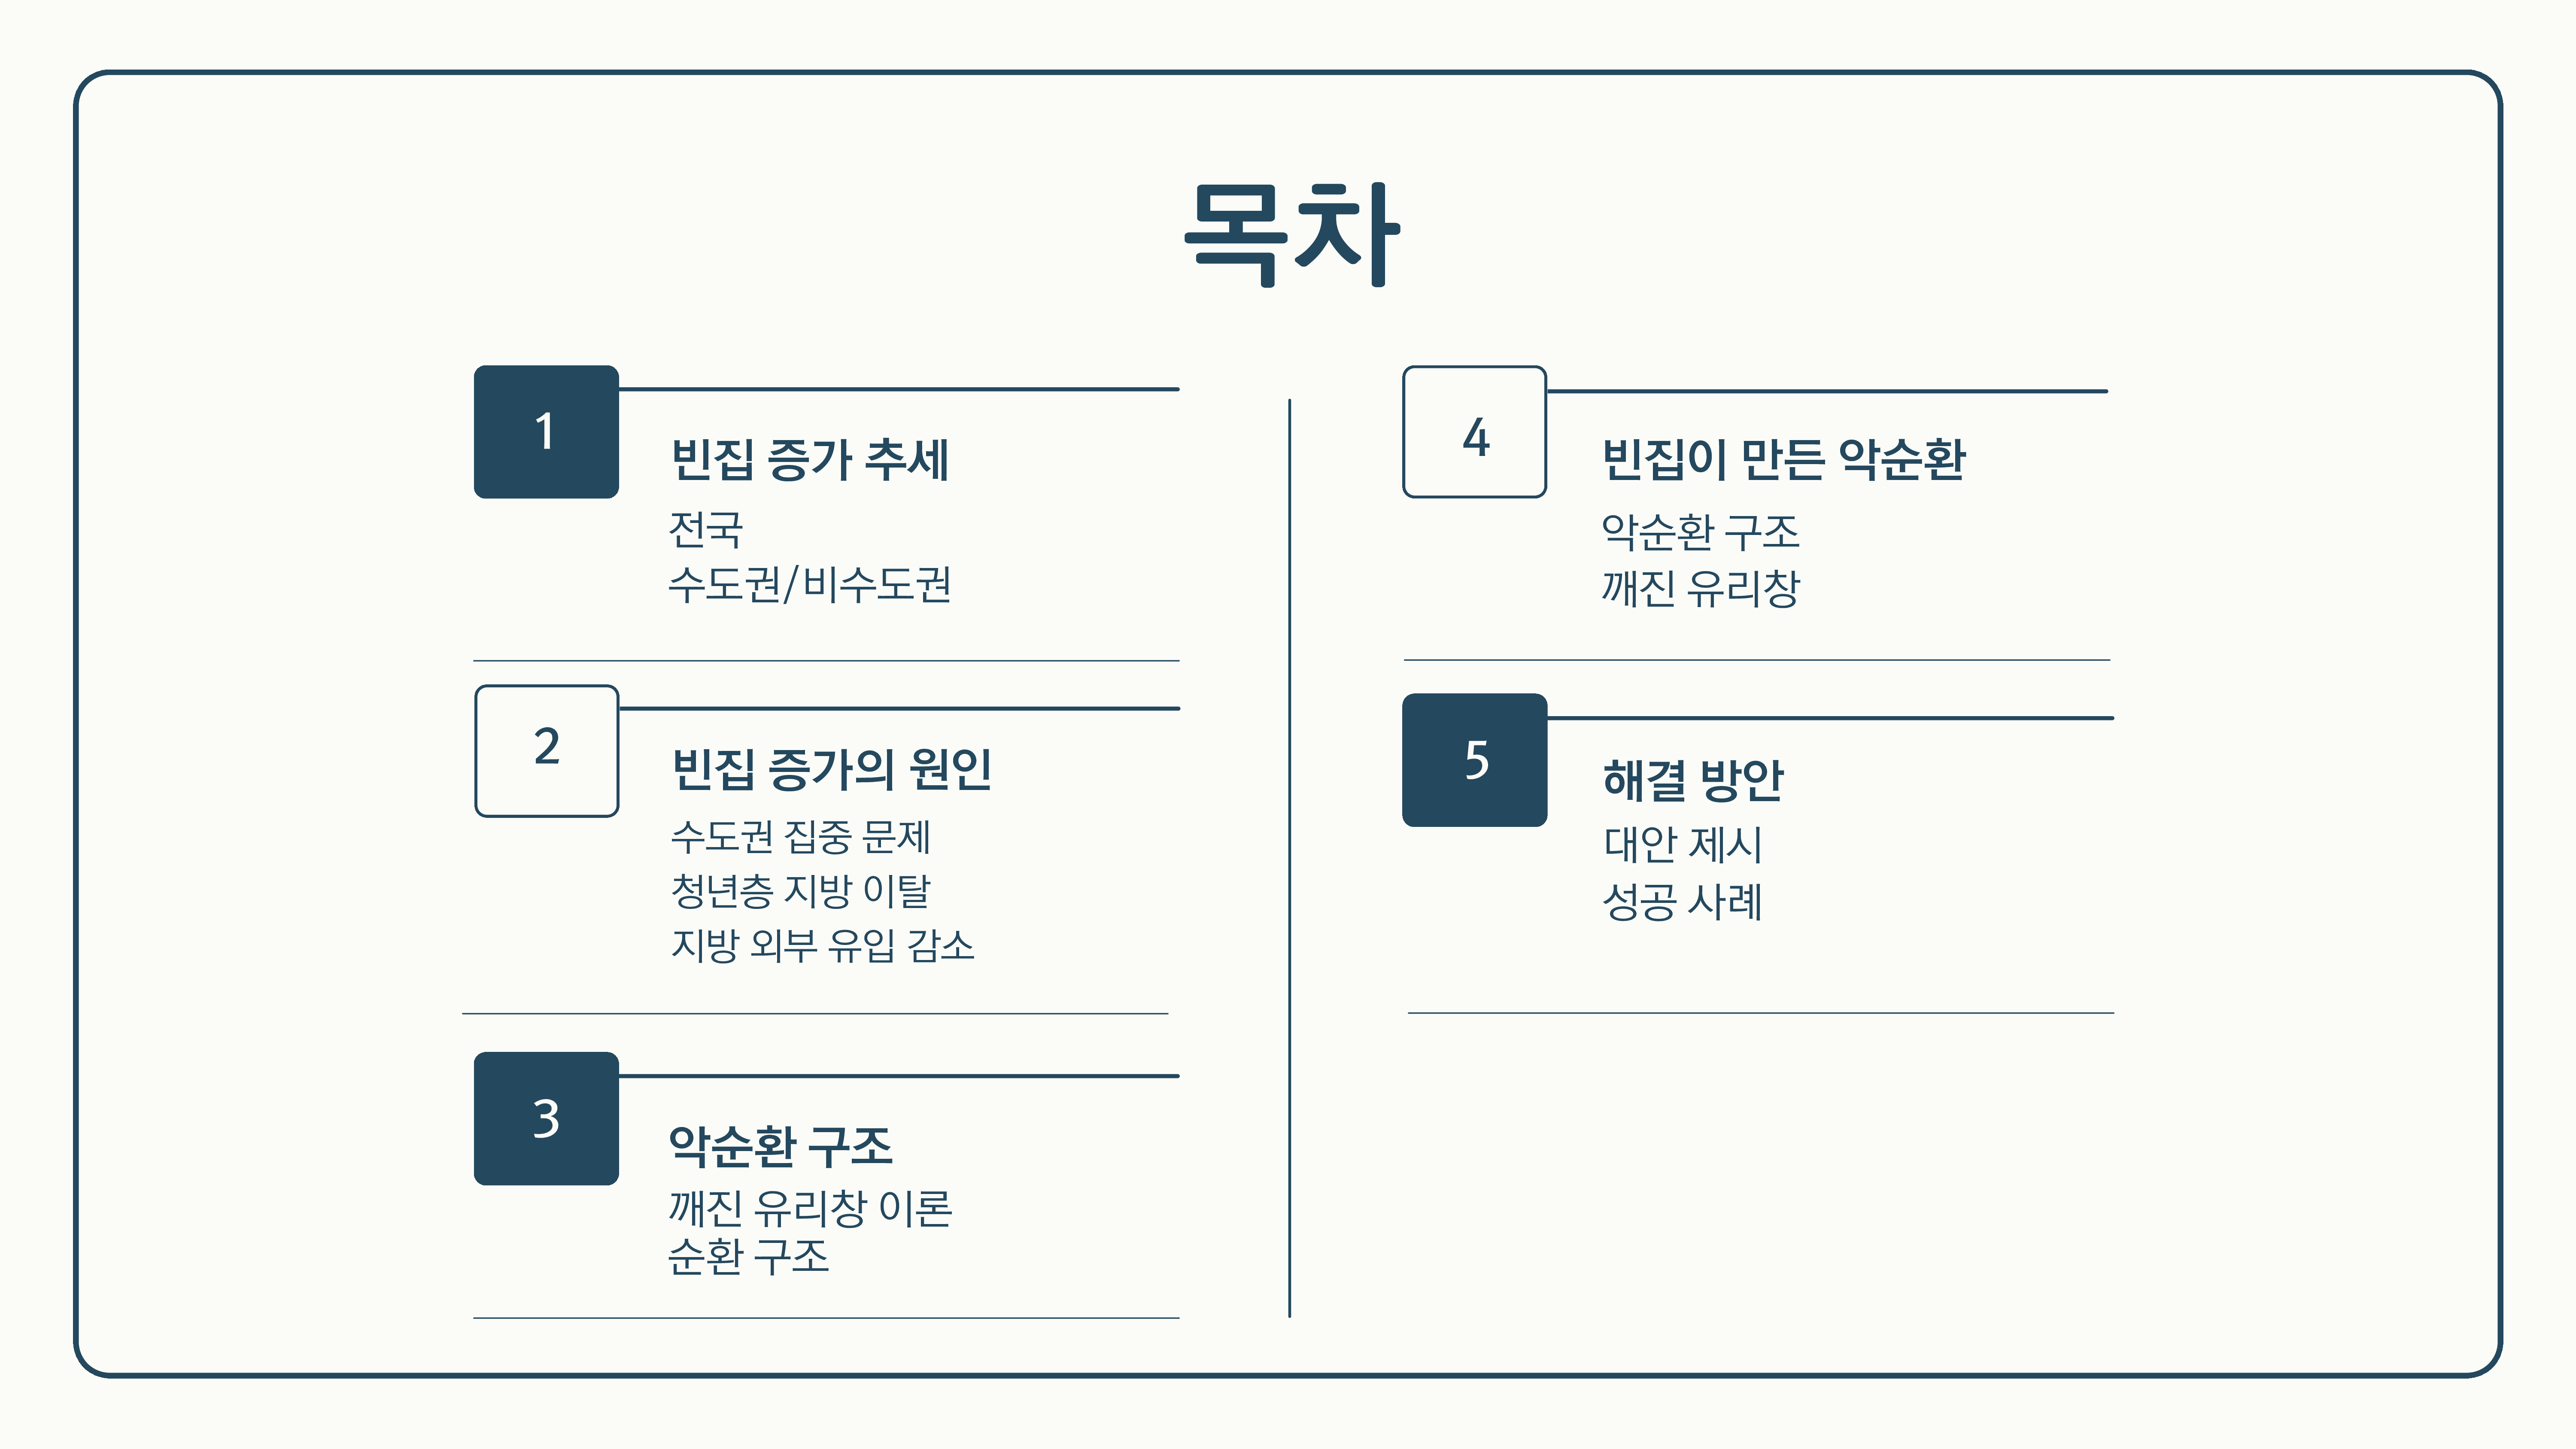 목차
1
빈집 증가 추세
전국
수도권/비수도권
2
빈집 증가의 원인
수도권 집중 문제
청년층 지방 이탈
지방 외부 유입 감소
3
악순환 구조
깨진 유리창 이론
순환 구조
4
빈집이 만든 악순환
악순환 구조
깨진 유리창
5
해결 방안
대안 제시
성공 사례